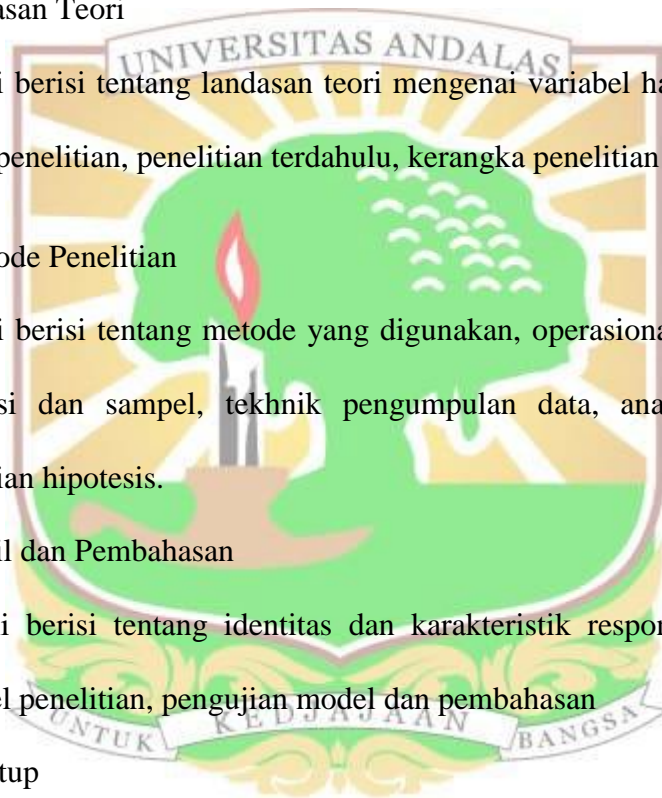 asan Teori
UNIVERSITAS ANDALAS
i berisi tentang landasan teori mengenai variabel ha
penelitian, penelitian terdahulu, kerangka penelitian
ode Penelitian
i berisi tentang metode yang digunakan, operasiona
si dan sampel, tekhnik pengumpulan data, ana
ian hipotesis.
il dan Pembahasan
i berisi tentang identitas dan karakteristik respon
el penelitian, pengujian model dan pembahasan
UNTUK KEDJAJAAN BANGSA
tup